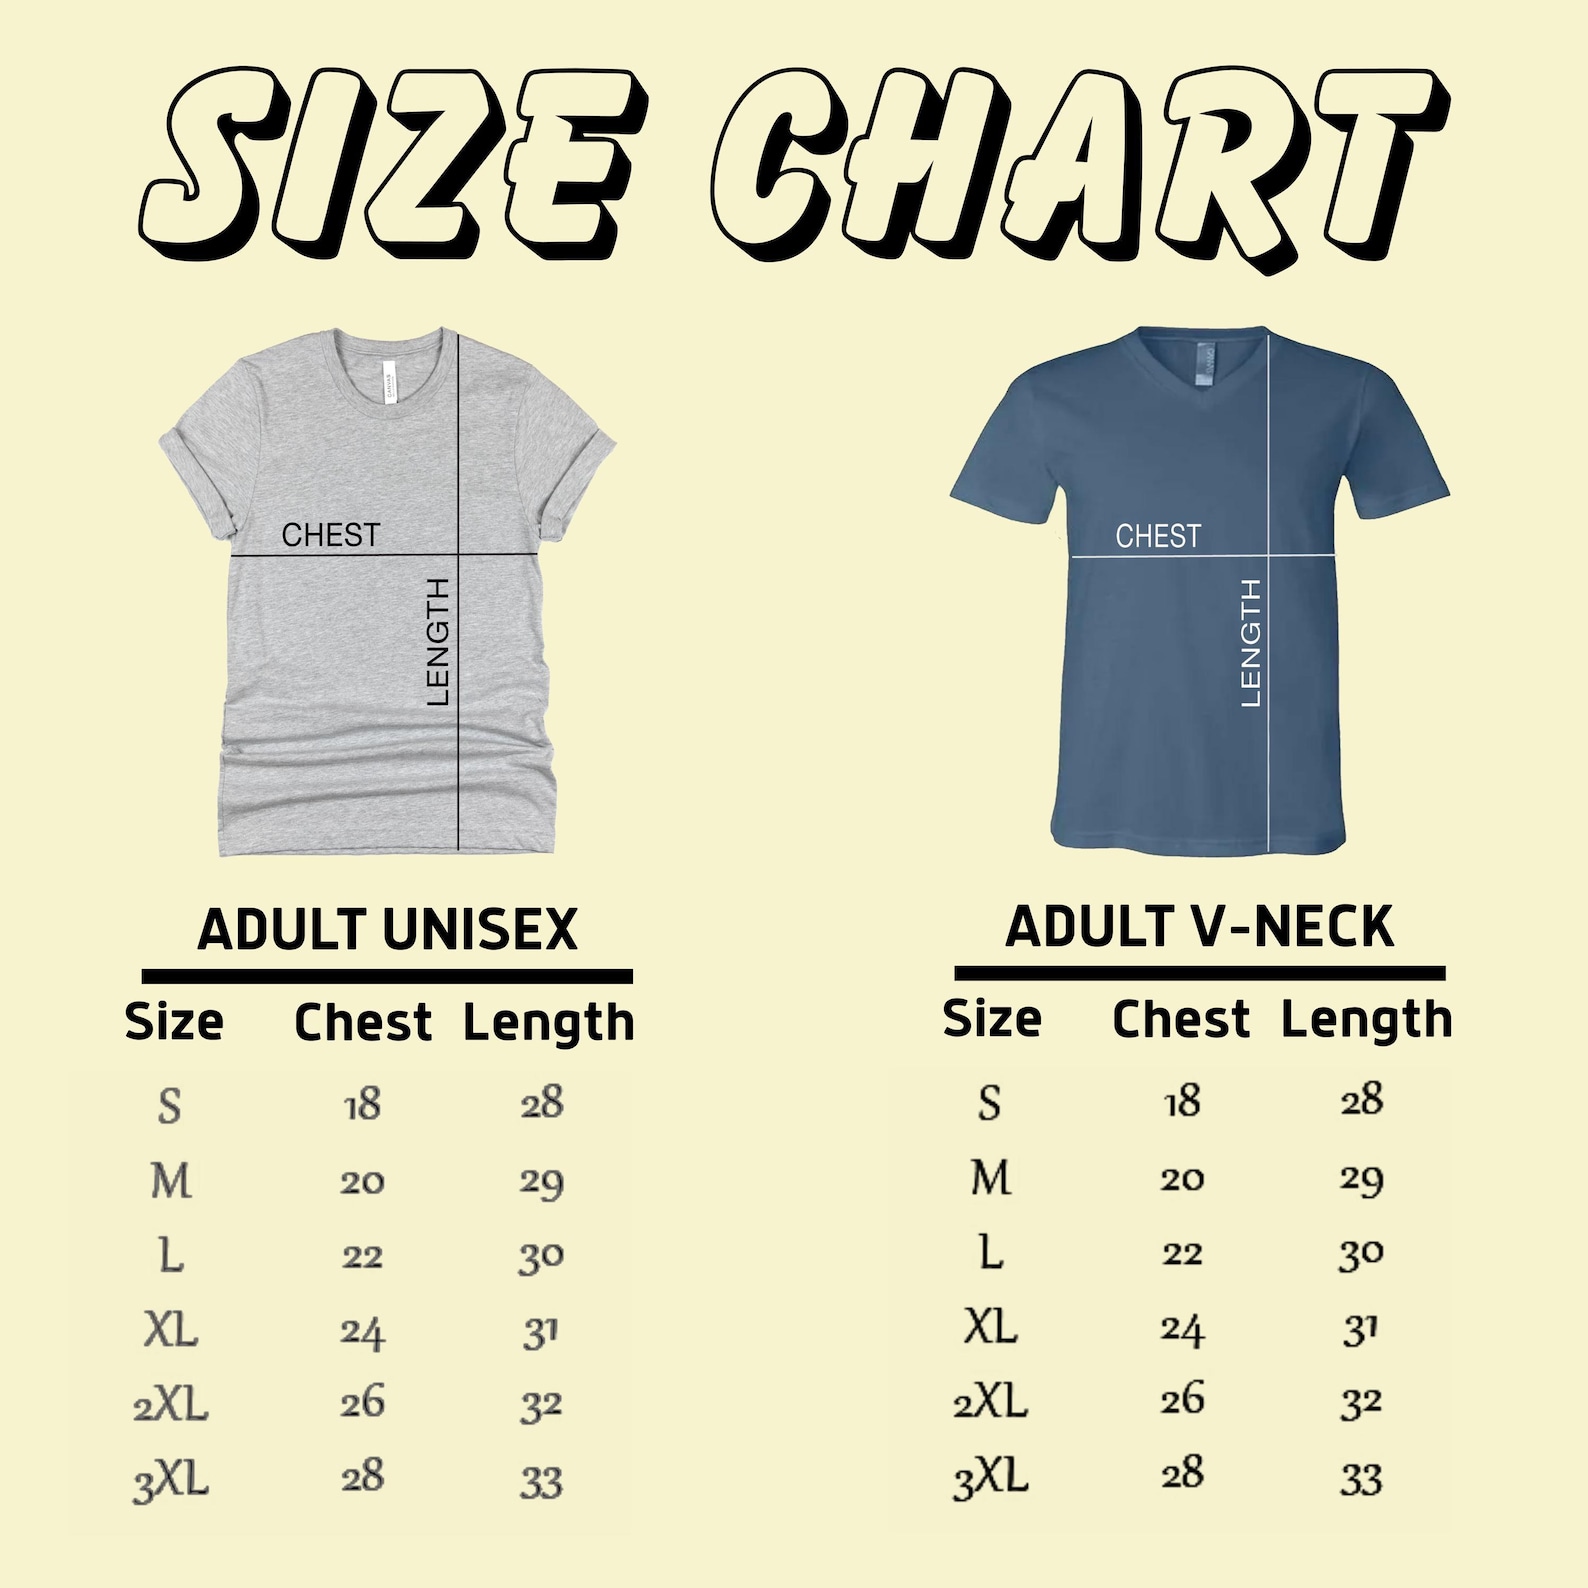 SIZE CHART
CANVAS
CHEST
LENGTH
ADULT UNISEX
Size Chest Length
S 18 28
M 20 29
L 22 30
XL 24 31
2XL 26 32
3XL 28 33
CHEST
LENGTH
ADULT V-NECK
Size Chest Length
S 18 28
M 20 29
L 22 30
XL 24 31
2XL 26 32
3XL 28 33